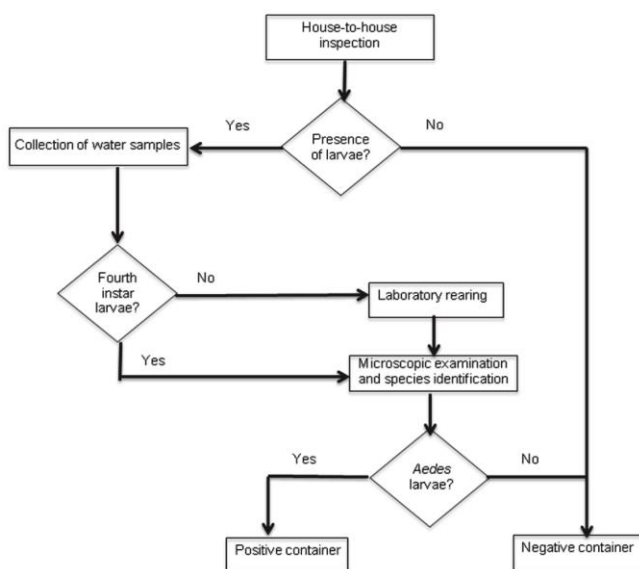 House-to-house
inspection
Yes
No
Presence
of larvae?
Collection of water samples
Fourth
instar
larvae?
No
Laboratory rearing
Yes
Microscopic examination
and species identification
Yes
Aedes
larvae?
No
Positive container
Negative container